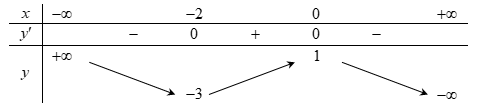 x −∞ −2 0 +∞
y' − 0 + 0 −
+∞ 1
y
−3 −∞